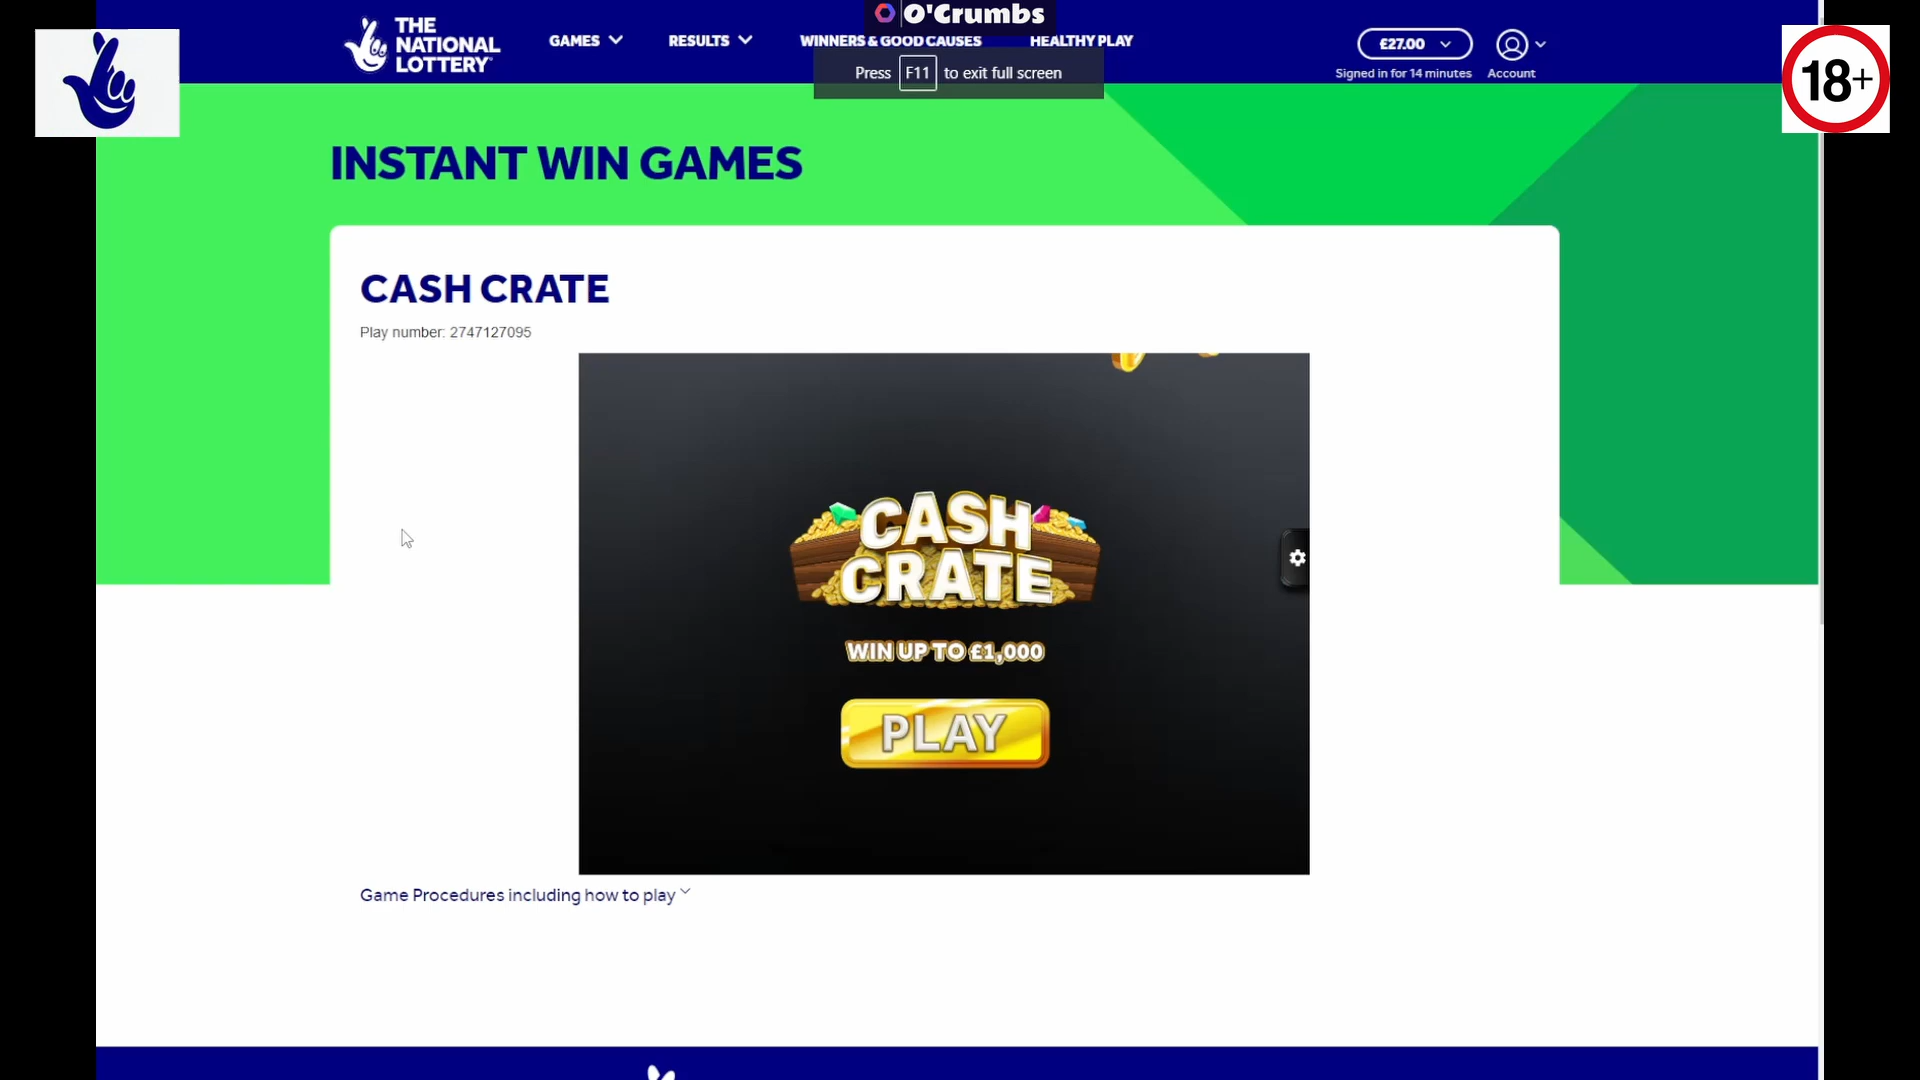 O'Crumbs
THE
NATIONAL
LOTTERY
GAMES
RESULTS
WINNERS & GOOD CAUSES
HEALTHY PLAY
£27.00
Signed in for 14 minutes
Account
Press F11 to exit full screen
18+
INSTANT WIN GAMES
CASH CRATE
Play number: 2747127095
CASH
CRATE
WIN UP TO £1,000
PLAY
Game Procedures including how to play